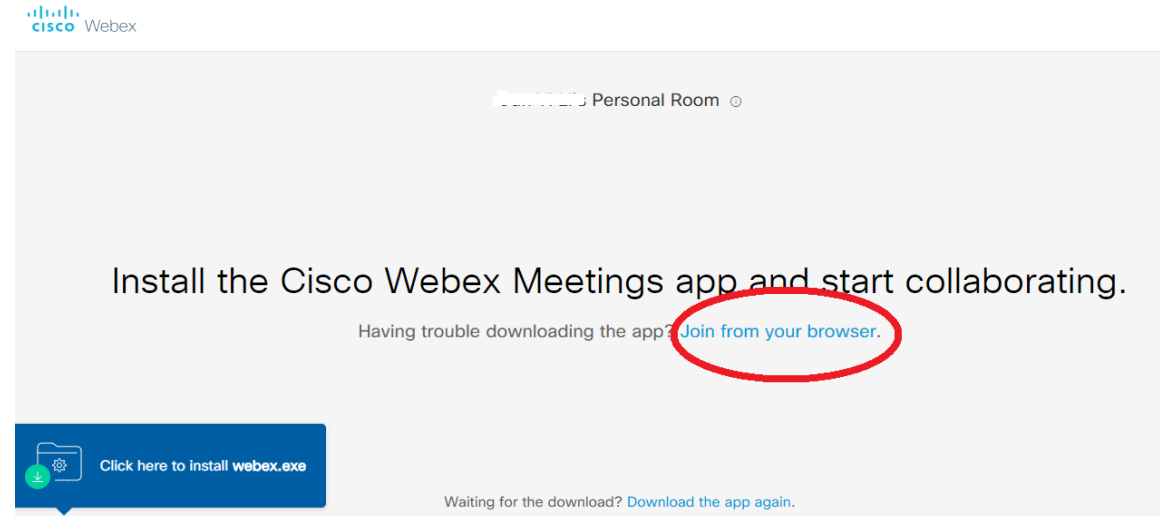 CISCO Webex
Personal Room
Install the Cisco Webex Meetings app and start collaborating.
Having trouble downloading the app? Join from your browser.
Click here to install webex.exe
Waiting for the download? Download the app again.